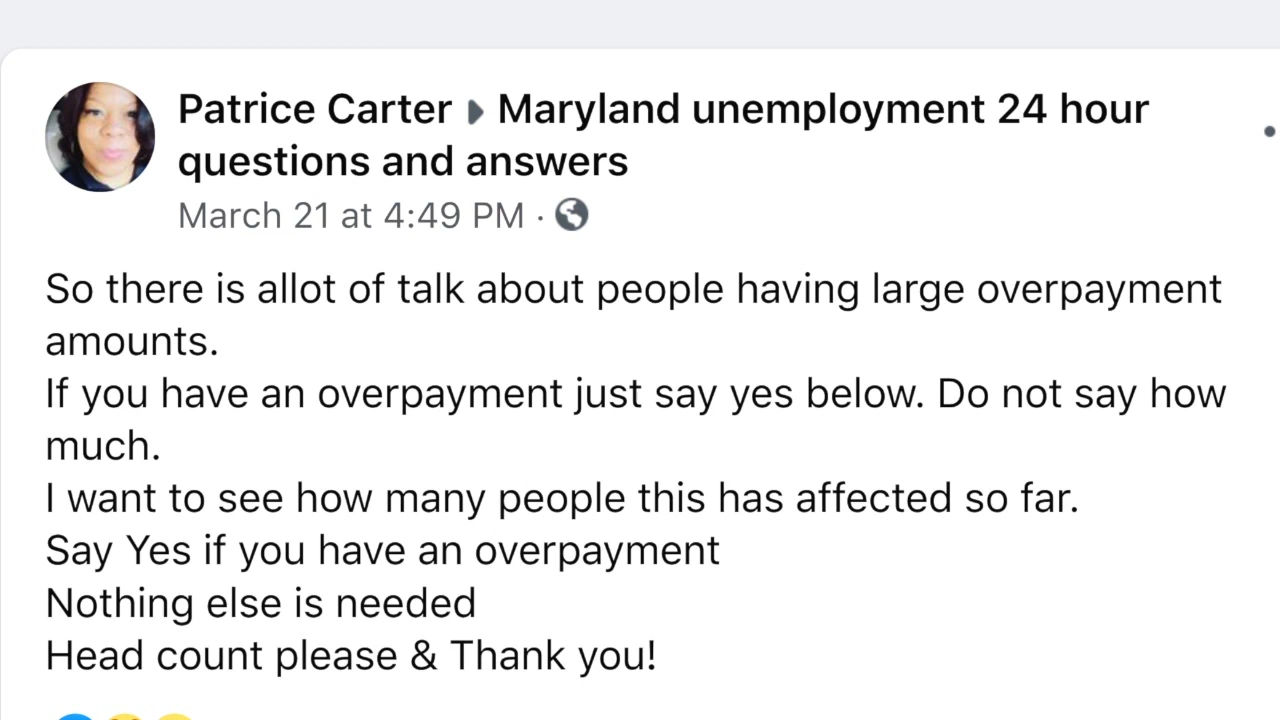 Patrice Carter ▸ Maryland unemployment 24 hour
questions and answers
March 21 at 4:49 PM ·
So there is allot of talk about people having large overpayment
amounts.
If you have an overpayment just say yes below. Do not say how
much.
I want to see how many people this has affected so far.
Say Yes if you have an overpayment
Nothing else is needed
Head count please & Thank you!